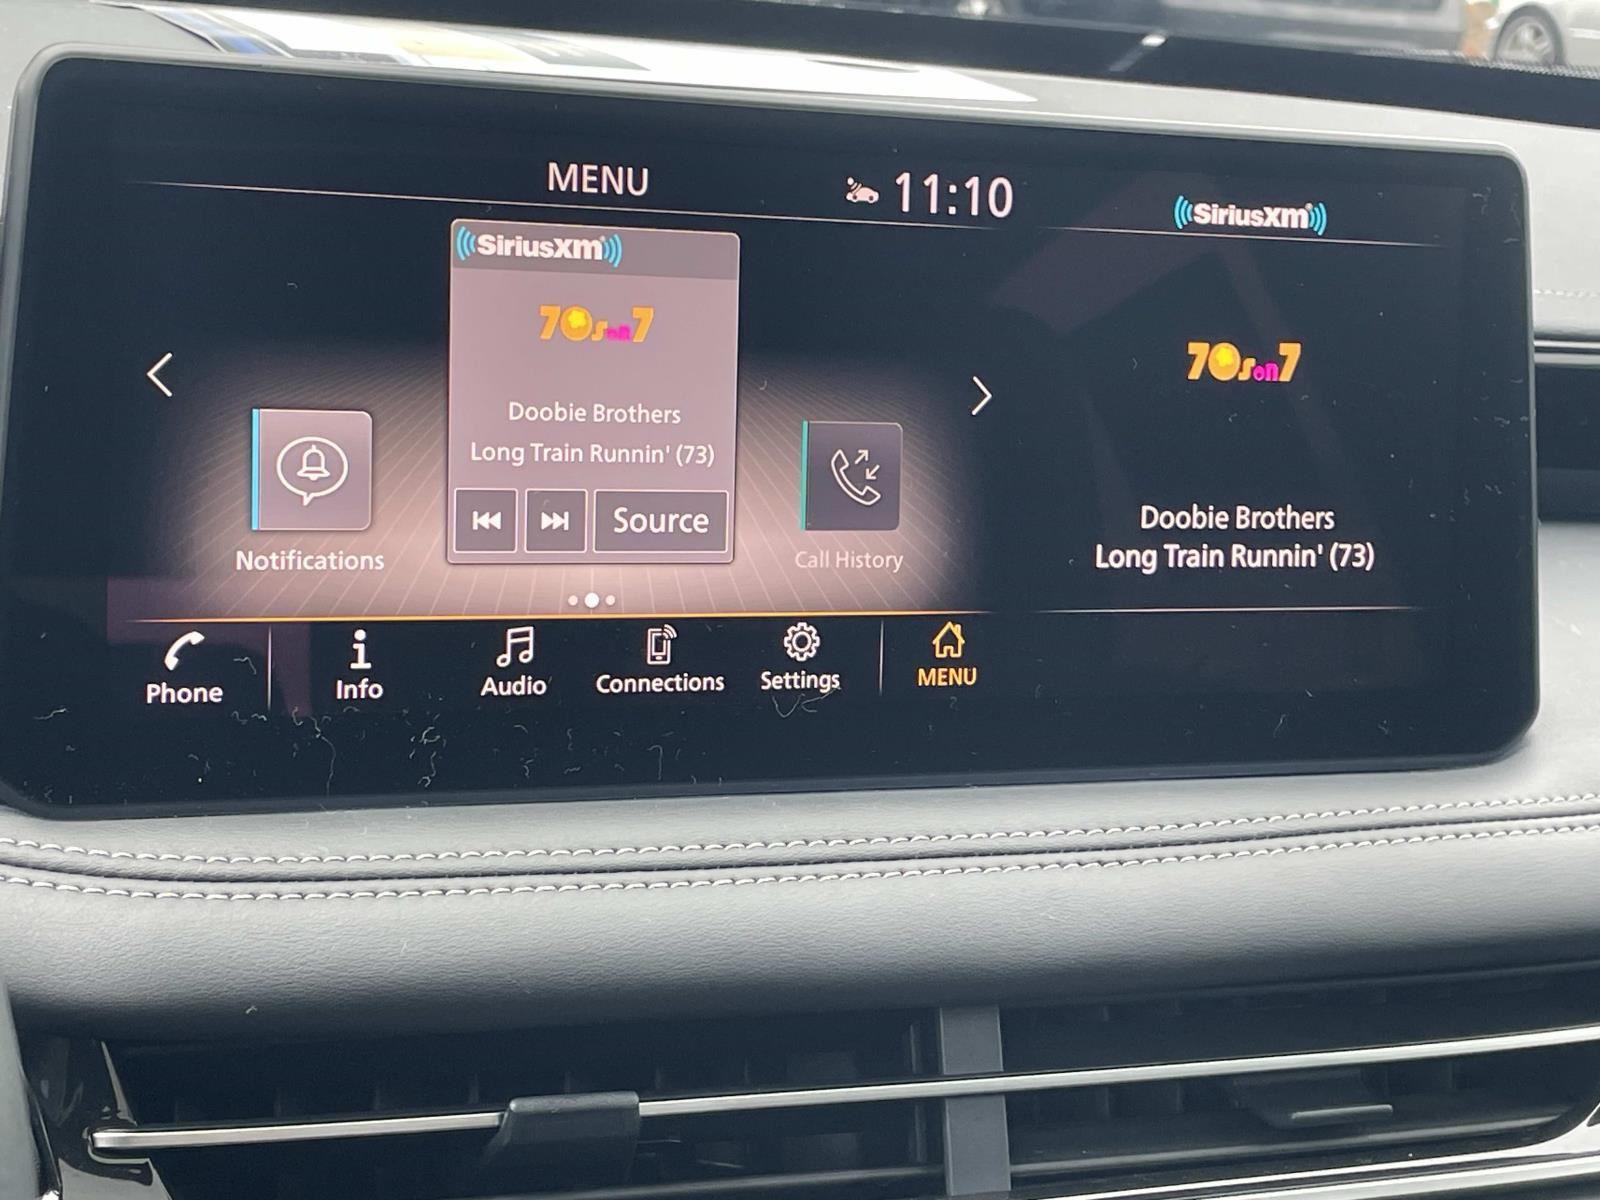 MENU
11:10
SiriusXM
SiriusXM
70s on 7
70s on 7
Doobie Brothers
Long Train Runnin' (73)
Source
Notifications
Call History
Doobie Brothers
Long Train Runnin' (73)
Phone
Info
Audio
Connections
Settings
MENU